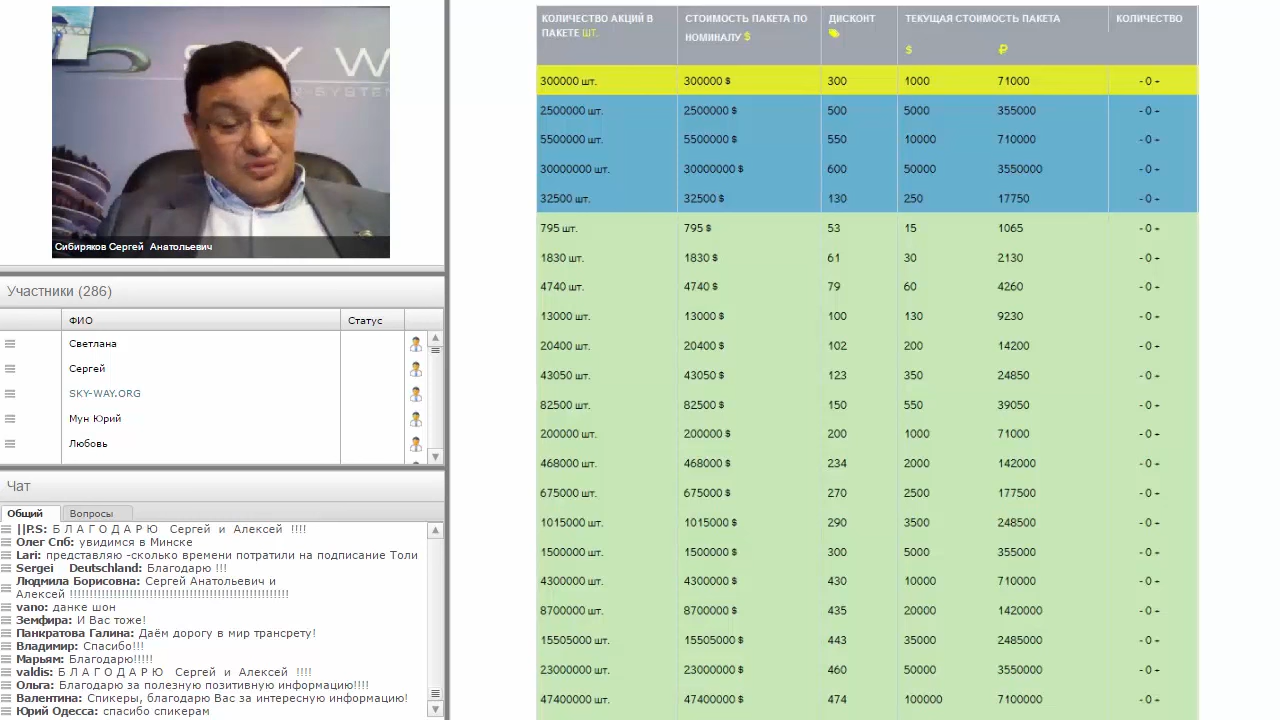 SKY W
W-SYSTEM
Сибиряков Сергей Анатольевич
Участники (286)
ФИО Статус
Светлана
Сергей
SKY-WAY.ORG
Мун Юрий
Любовь
Чат
Общий Вопросы
||P.S: Б Л А Г О Д А Р Ю Сергей и Алексей !!!!
Олег Спб: увидимся в Минске
Lari: представляю -сколько времени потратили на подписание Толи
Sergei Deutschland: Благодарю !!!
Людмила Борисовна: Сергей Анатольевич и
Алексей !!!!!!!!!!!!!!!!!!!!!!!!!!!!!!!!!!!!!!!!!!!!!!!!!!!!!!!
vano: данке шон
Земфира: И Вас тоже!
Панкратова Галина: Даём дорогу в мир трансрету!
Владимир: Спасибо!!!
Марьям: Благодарю!!!!!
valdis: Б Л А Г О Д А Р Ю Сергей и Алексей !!!!
Ольга: Благодарю за полезную позитивную информацию!!!!
Валентина: Спикеры, благодарю Вас за интересную информацию!
Юрий Одесса: спасибо спикерам
КОЛИЧЕСТВО АКЦИЙ В СТОИМОСТЬ ПАКЕТА ПО ДИСКОНТ ТЕКУЩАЯ СТОИМОСТЬ ПАКЕТА КОЛИЧЕСТВО
ПАКЕТЕ ШТ. НОМИНАЛУ $
$ ₽
300000 шт. 300000 $ 300 1000 71000 - 0 +
2500000 шт. 2500000 $ 500 5000 355000 - 0 +
5500000 шт. 5500000 $ 550 10000 710000 - 0 +
30000000 шт. 30000000 $ 600 50000 3550000 - 0 +
32500 шт. 32500 $ 130 250 17750 - 0 +
795 шт. 795 $ 53 15 1065 - 0 +
1830 шт. 1830 $ 61 30 2130 - 0 +
4740 шт. 4740 $ 79 60 4260 - 0 +
13000 шт. 13000 $ 100 130 9230 - 0 +
20400 шт. 20400 $ 102 200 14200 - 0 +
43050 шт. 43050 $ 123 350 24850 - 0 +
82500 шт. 82500 $ 150 550 39050 - 0 +
200000 шт. 200000 $ 200 1000 71000 - 0 +
468000 шт. 468000 $ 234 2000 142000 - 0 +
675000 шт. 675000 $ 270 2500 177500 - 0 +
1015000 шт. 1015000 $ 290 3500 248500 - 0 +
1500000 шт. 1500000 $ 300 5000 355000 - 0 +
4300000 шт. 4300000 $ 430 10000 710000 - 0 +
8700000 шт. 8700000 $ 435 20000 1420000 - 0 +
15505000 шт. 15505000 $ 443 35000 2485000 - 0 +
23000000 шт. 23000000 $ 460 50000 3550000 - 0 +
47400000 шт. 47400000 $ 474 100000 7100000 - 0 +